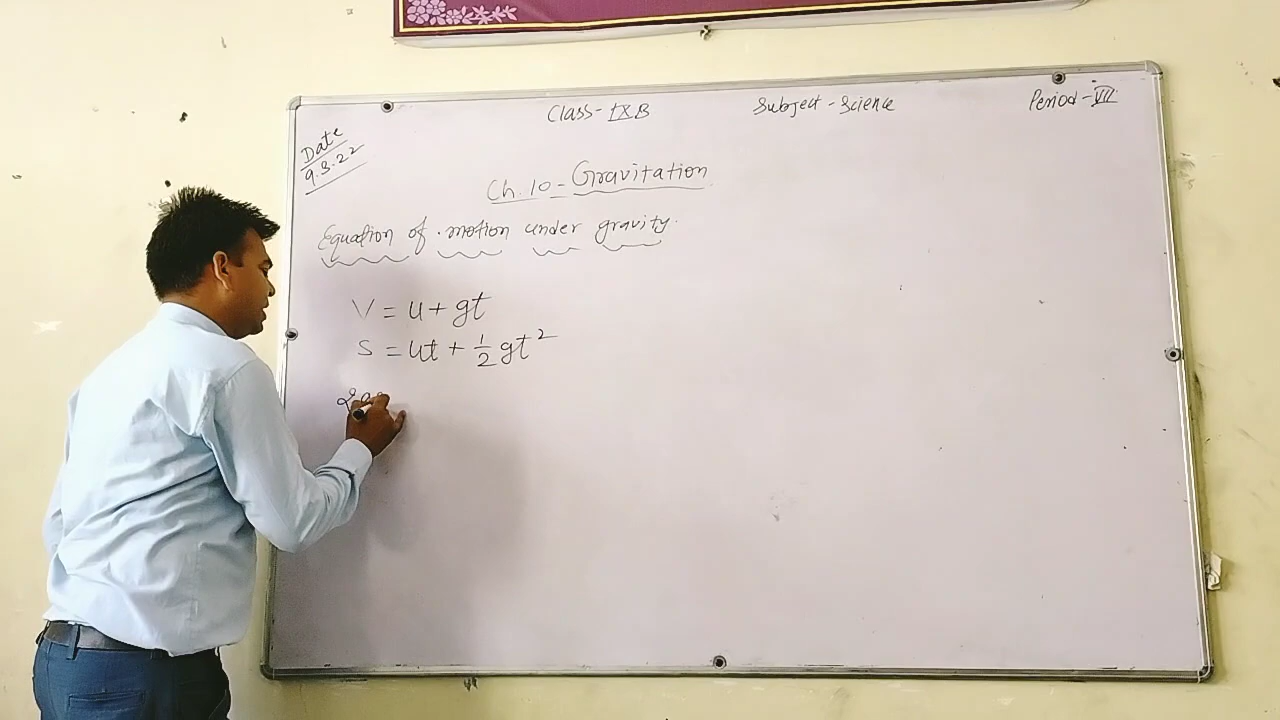 Class- IX B Subject - Science Period - VII
Date
9.3.22
Ch. 10 - Gravitation
Equation of motion under gravity.
V = u + gt
S = ut + 1/2 gt²